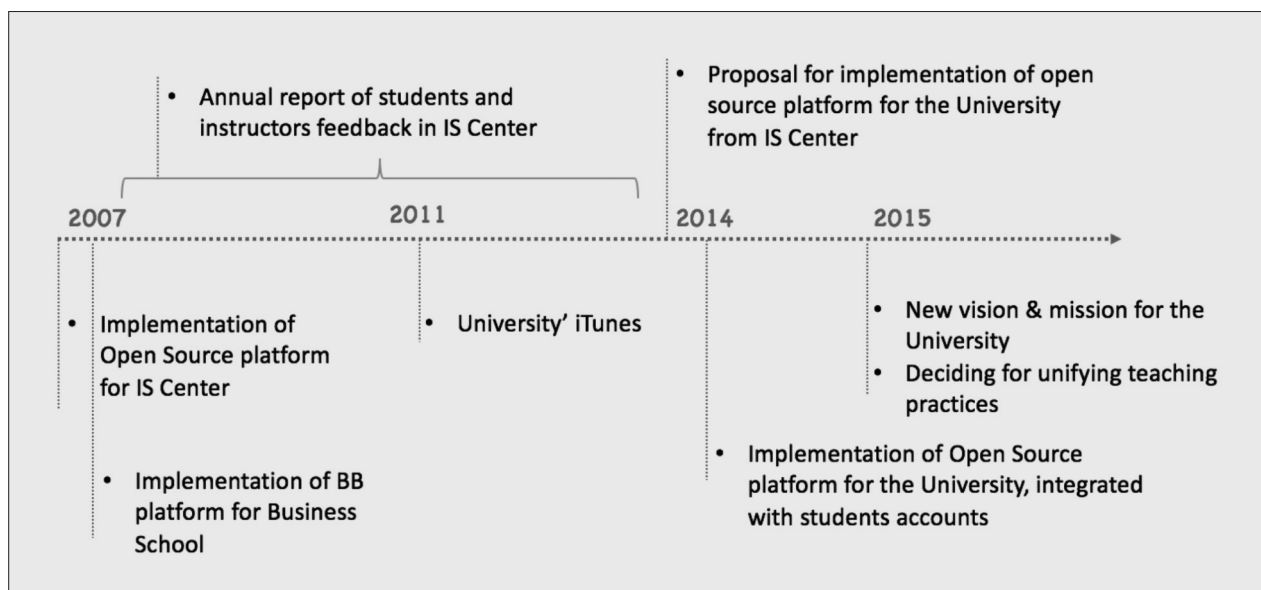 • Annual report of students and
instructors feedback in IS Center
• Proposal for implementation of open
source platform for the University
from IS Center
2007
2011
2014
2015
• Implementation of
Open Source platform
for IS Center
• Implementation of BB
platform for Business
School
• University’ iTunes
• Implementation of Open Source
platform for the University, integrated
with students accounts
• New vision & mission for the
University
• Deciding for unifying teaching
practices